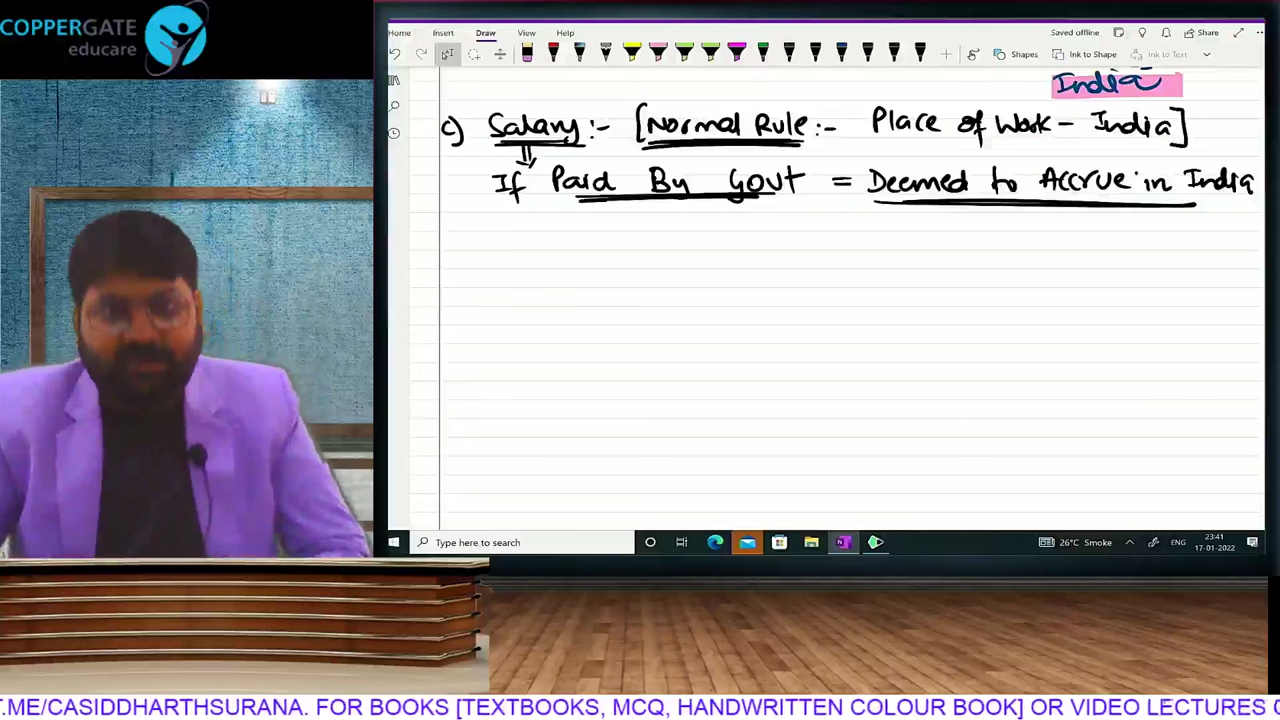 COPPERGATE
educare
Home Insert Draw View Help
Saved offline
Share
Shapes
Ink to Shape
Ink to Text
India
c) Salary :- [Normal Rule :- Place of Work - India]
If Paid By Govt = Deemed to Accrue in India
Type here to search
26°C Smoke
ENG
23:41
17-01-2022
T.ME/CASIDDHARTHSURANA. FOR BOOKS [TEXTBOOKS, MCQ, HANDWRITTEN COLOUR BOOK] OR VIDEO LECTURES